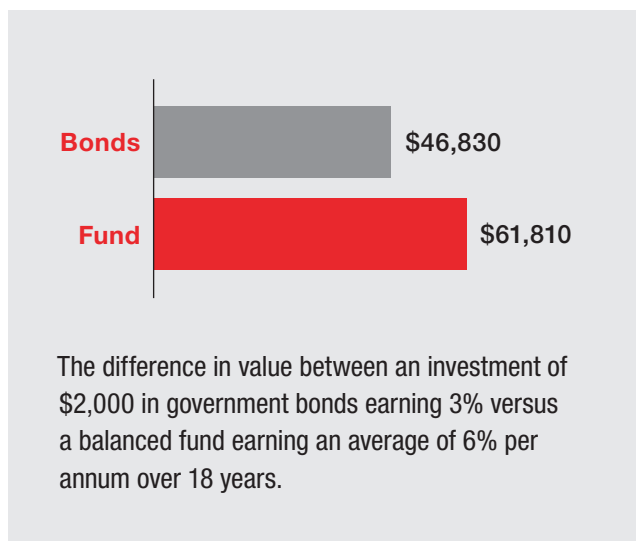 Bonds $46,830
Fund $61,810
The difference in value between an investment of
$2,000 in government bonds earning 3% versus
a balanced fund earning an average of 6% per
annum over 18 years.